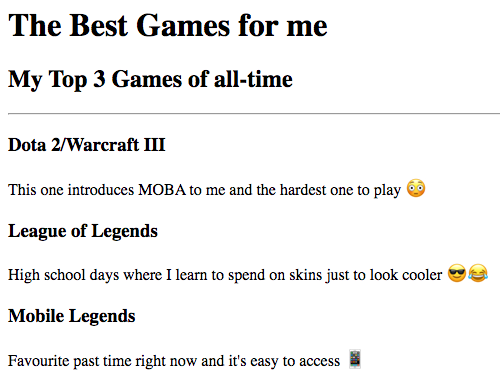 The Best Games for me
My Top 3 Games of all-time
Dota 2/Warcraft III
This one introduces MOBA to me and the hardest one to play 😳
League of Legends
High school days where I learn to spend on skins just to look cooler 😎😂
Mobile Legends
Favourite past time right now and it's easy to access 📱